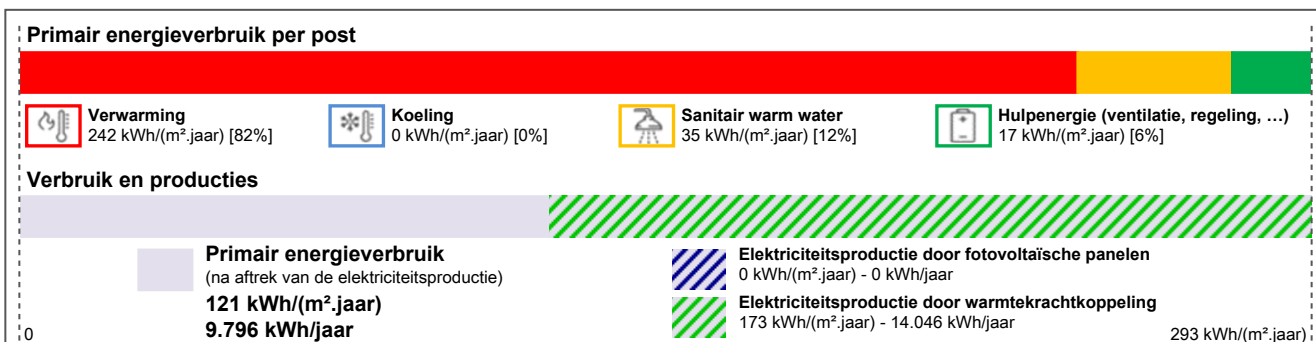 Primair energieverbruik per post
Verwarming
242 kWh/(m².jaar) [82%]
Koeling
0 kWh/(m².jaar) [0%]
Sanitair warm water
35 kWh/(m².jaar) [12%]
Hulpenergie (ventilatie, regeling, …)
17 kWh/(m².jaar) [6%]
Verbruik en producties
Primair energieverbruik
(na aftrek van de elektriciteitsproductie)
121 kWh/(m².jaar)
9.796 kWh/jaar
Elektriciteitsproductie door fotovoltaïsche panelen
0 kWh/(m².jaar) - 0 kWh/jaar
Elektriciteitsproductie door warmtekrachtkoppeling
173 kWh/(m².jaar) - 14.046 kWh/jaar
0
293 kWh/(m².jaar)